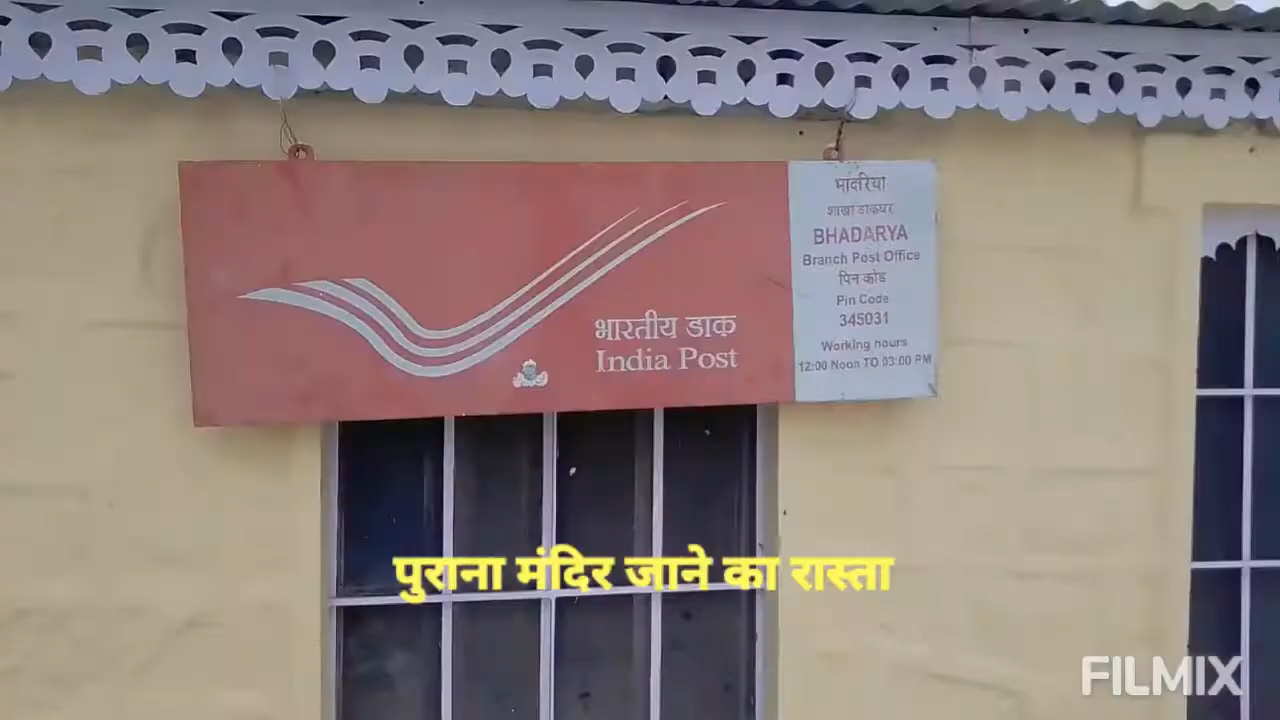 भारतीय डाक
India Post
भादरिया
शाखा डाकघर
BHADARYA
Branch Post Office
पिन कोड
Pin Code
345031
Working hours
12:00 Noon TO 03:00 PM
पुराना मंदिर जाने का रास्ता
FILMIX